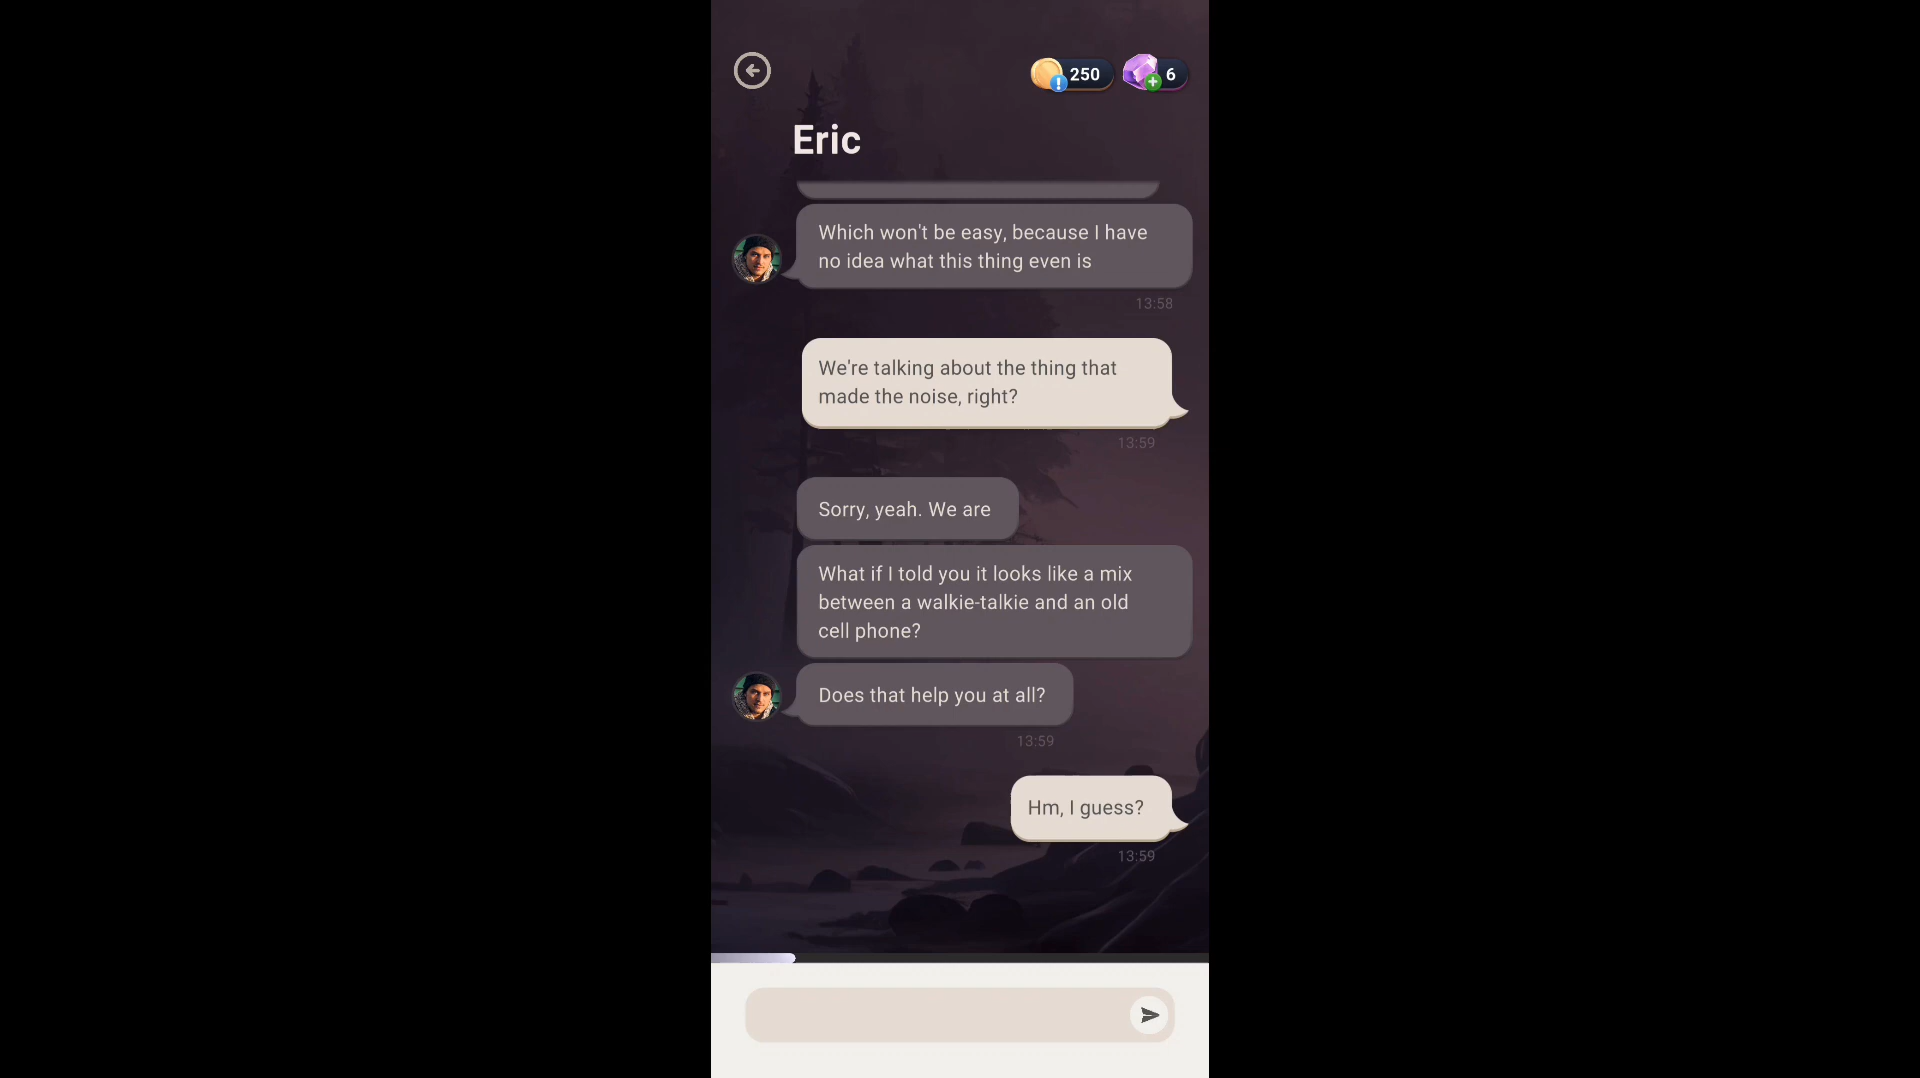 250
6
Eric
Which won't be easy, because I have
no idea what this thing even is
13:58
We're talking about the thing that
made the noise, right?
13:59
Sorry, yeah. We are
What if I told you it looks like a mix
between a walkie-talkie and an old
cell phone?
Does that help you at all?
13:59
Hm, I guess?
13:59